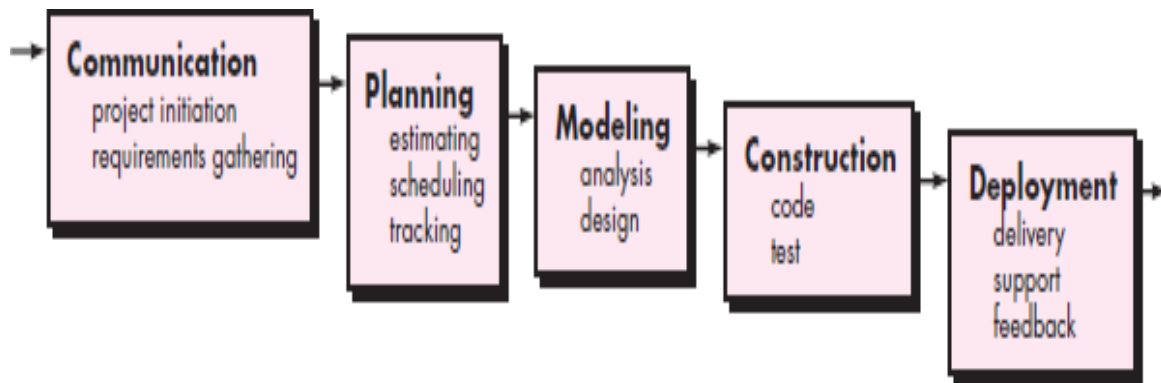 Communication
project initiation
requirements gathering
Planning
estimating
scheduling
tracking
Modeling
analysis
design
Construction
code
test
Deployment
delivery
support
feedback